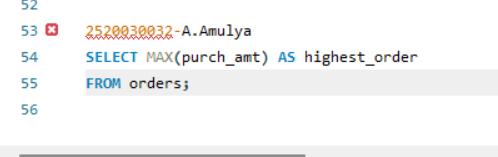 52
53 2520030032-A.Amulya
54 SELECT MAX(purch_amt) AS highest_order
55 FROM orders;
56